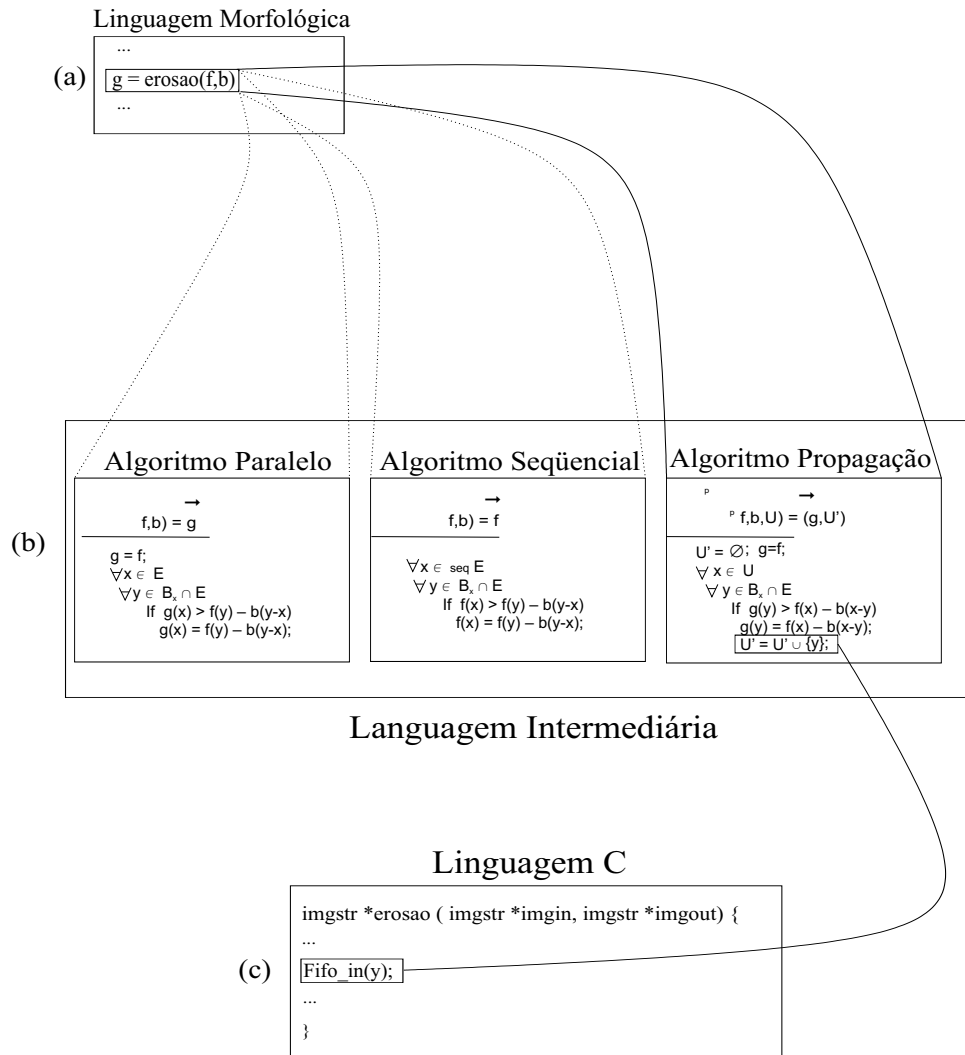 Linguagem Morfológica
...
(a)
g = erosao(f,b)
...
(b)
Algoritmo Paralelo
→
f,b) = g
g = f;
∀x ∈ E
∀y ∈ Bₓ ∩ E
If g(x) > f(y) – b(y-x)
g(x) = f(y) – b(y-x);
Algoritmo Seqüencial
→
f,b) = f
∀x ∈ seq E
∀y ∈ Bₓ ∩ E
If f(x) > f(y) – b(y-x)
f(x) = f(y) – b(y-x);
Algoritmo Propagação
P
→
P f,b,U) = (g,U')
U' = ∅; g=f;
∀ x ∈ U
∀y ∈ Bₓ ∩ E
If g(y) > f(x) – b(x-y)
g(y) = f(x) – b(x-y);
U' = U' ∪ {y};
Languagem Intermediária
Linguagem C
imgstr *erosao ( imgstr *imgin, imgstr *imgout) {
...
(c)
Fifo_in(y);
...
}